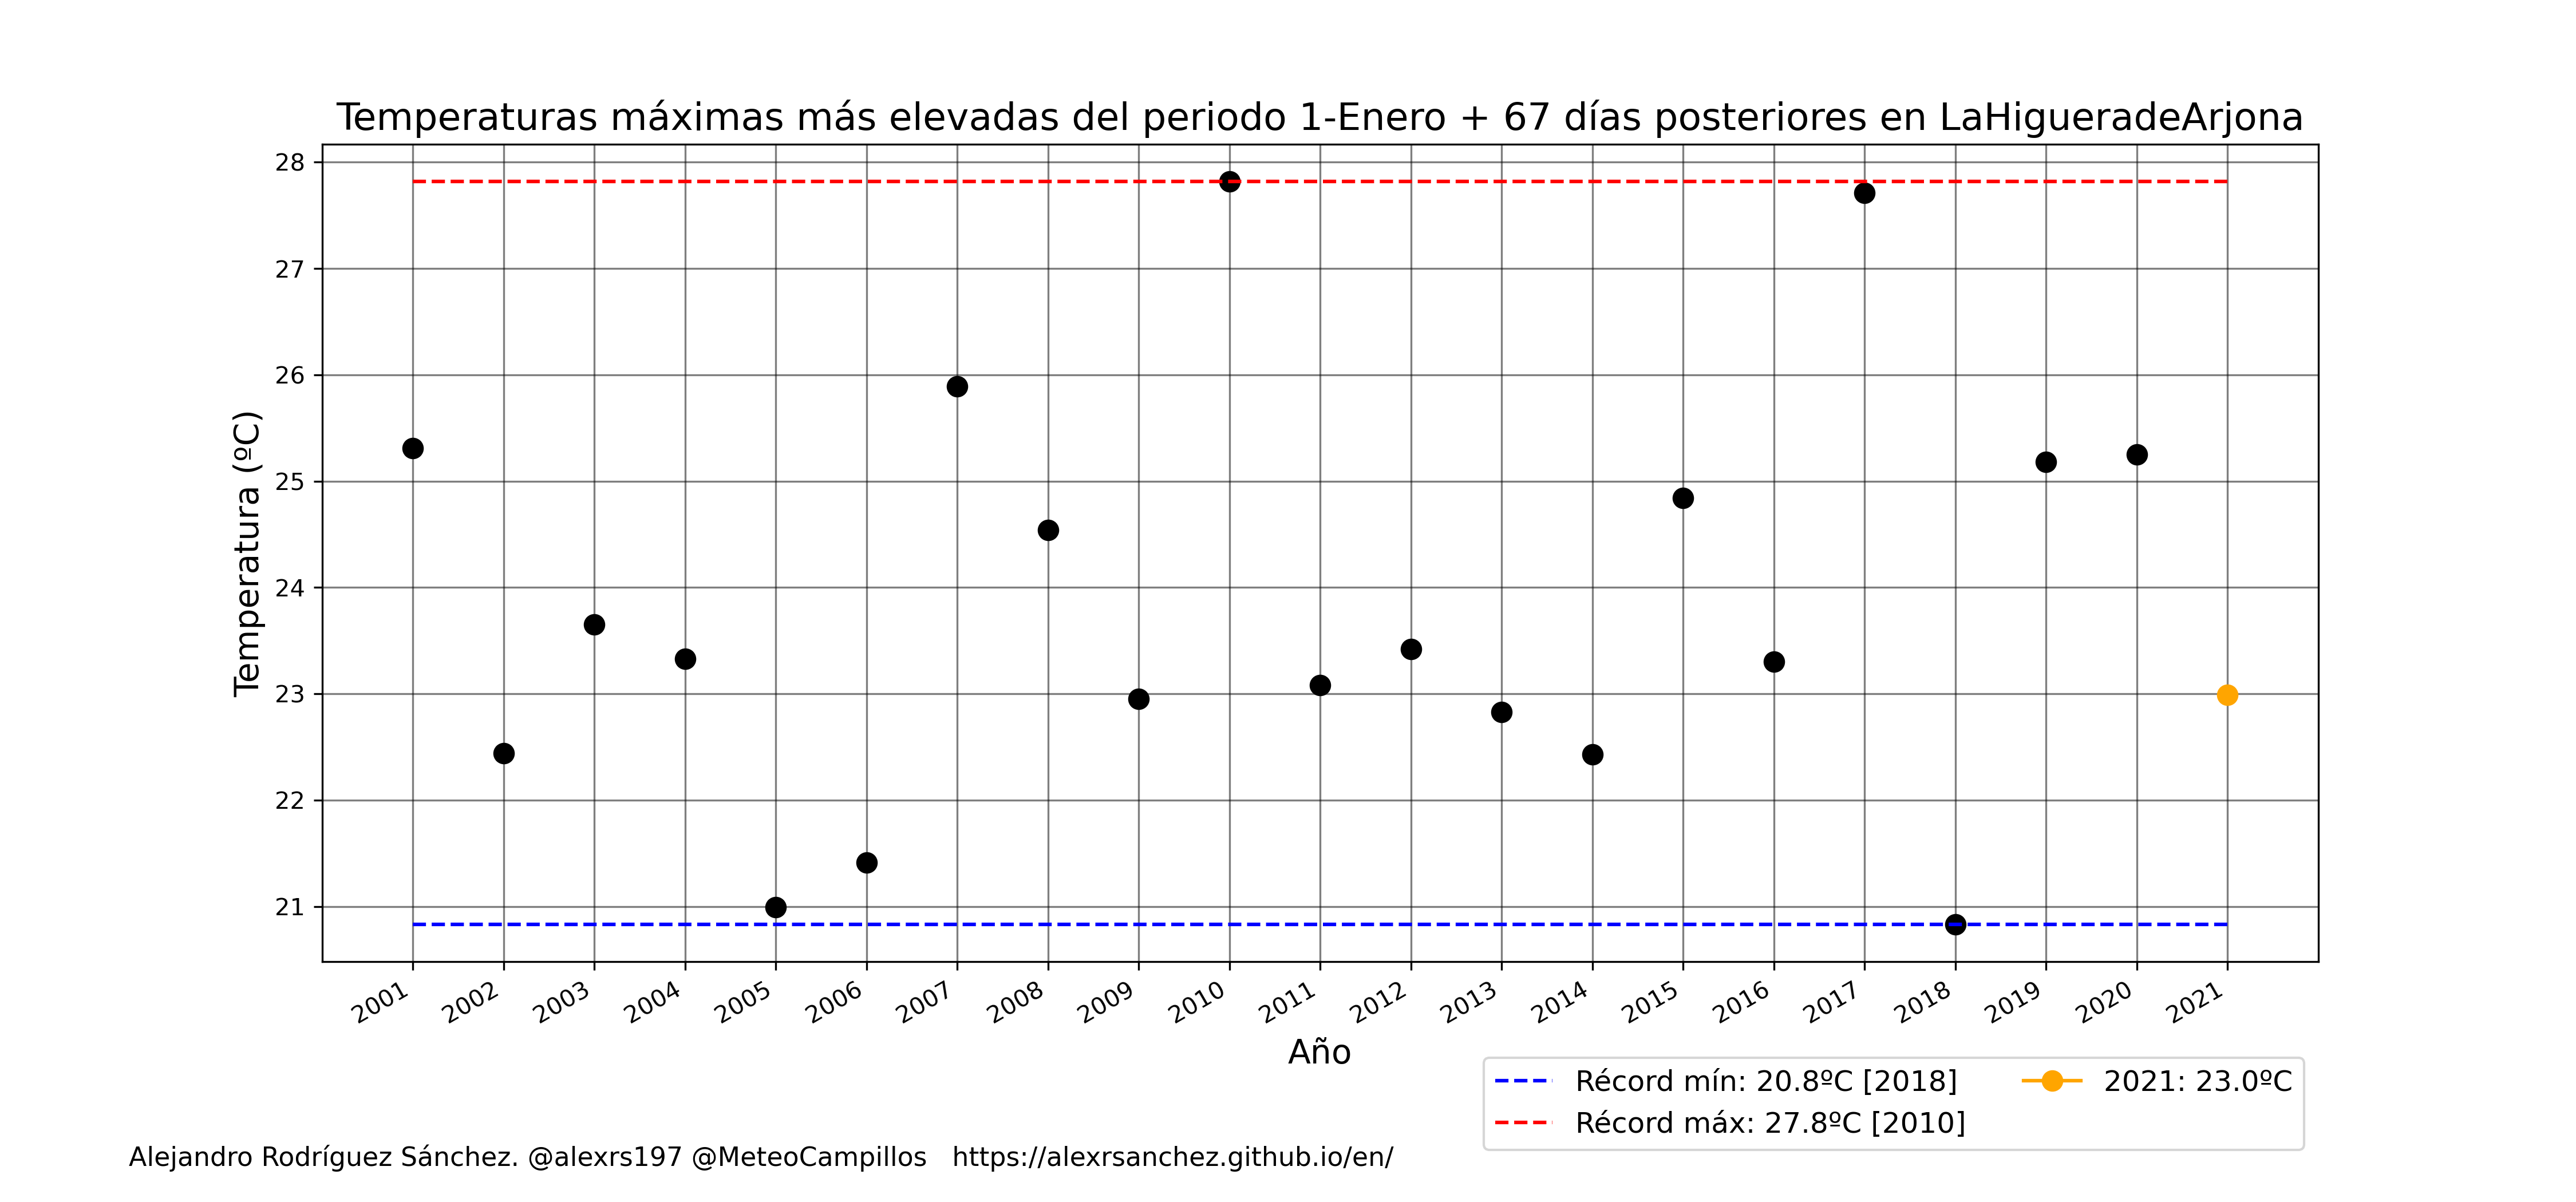 Temperaturas máximas más elevadas del periodo 1-Enero + 67 días posteriores en LaHigueradeArjona
Temperatura (ºC)
28
27
26
25
24
23
22
21
2001 2002 2003 2004 2005 2006 2007 2008 2009 2010 2011 2012 2013 2014 2015 2016 2017 2018 2019 2020 2021
Año
Récord mín: 20.8ºC [2018]
Récord máx: 27.8ºC [2010]
2021: 23.0ºC
Alejandro Rodríguez Sánchez. @alexrs197 @MeteoCampillos https://alexrsanchez.github.io/en/